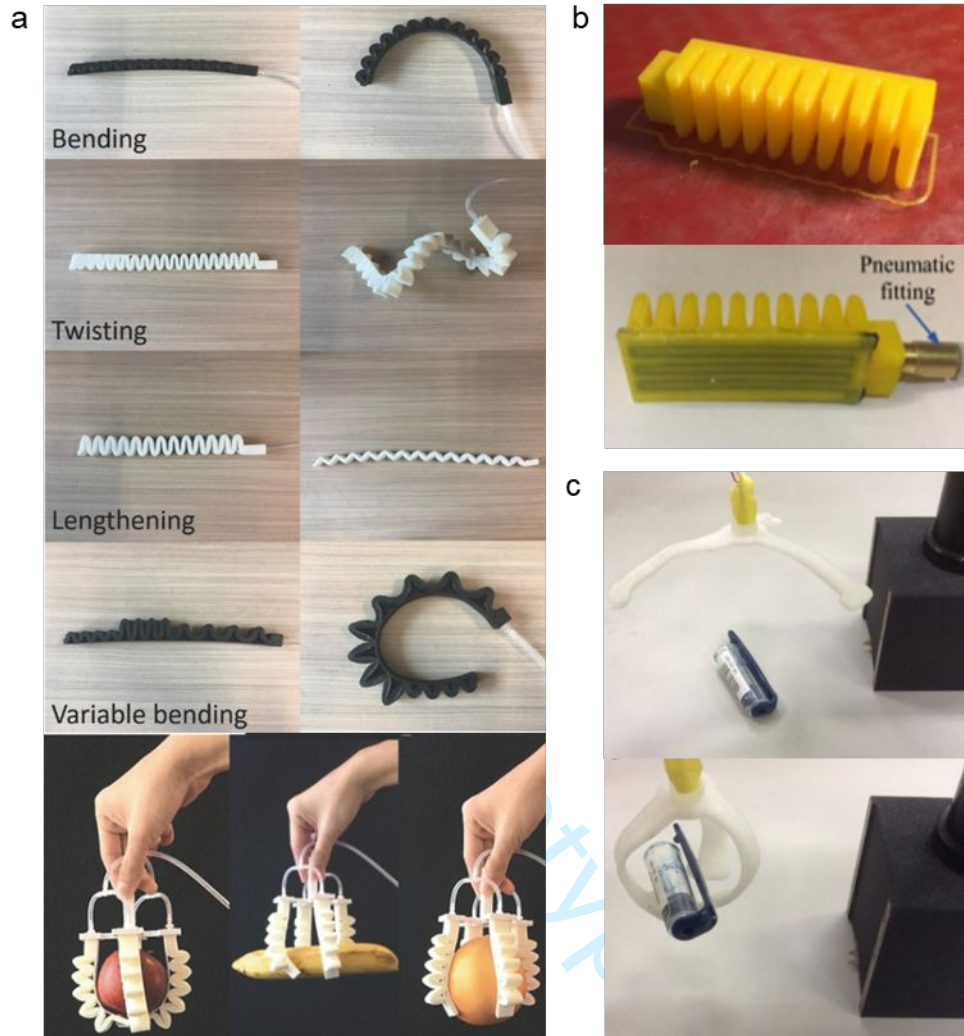 a
Bending
Twisting
Lengthening
Variable bending
b
Pneumatic
fitting
c